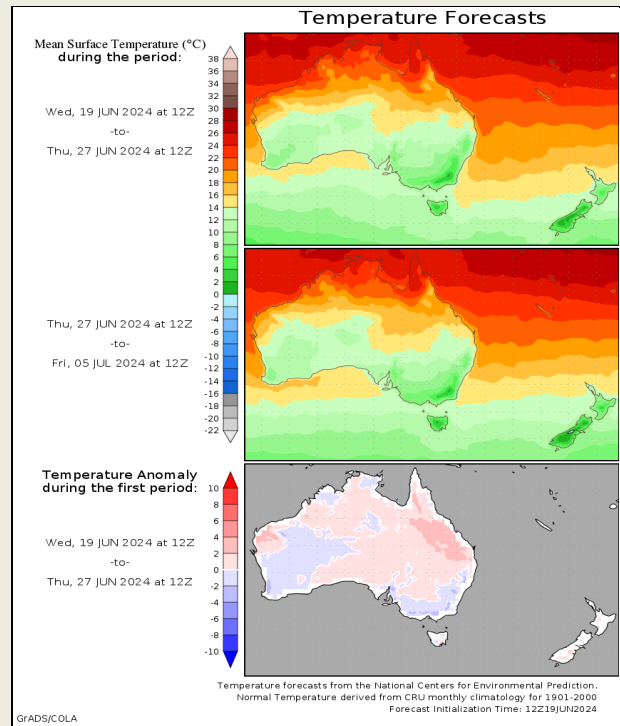 Temperature Forecasts
Mean Surface Temperature (°C)
during the period:
38
36
34
32
30
28
26
24
22
20
18
16
14
12
10
8
6
4
2
0
-2
-4
-6
-8
-10
-12
-14
-16
-18
-20
-22
Wed, 19 JUN 2024 at 12Z
-to-
Thu, 27 JUN 2024 at 12Z
Thu, 27 JUN 2024 at 12Z
-to-
Fri, 05 JUL 2024 at 12Z
Temperature Anomaly
during the first period:
10
8
6
4
2
0
-2
-4
-6
-8
-10
Wed, 19 JUN 2024 at 12Z
-to-
Thu, 27 JUN 2024 at 12Z
Temperature forecasts from the National Centers for Environmental Prediction.
Normal Temperature derived from CRU monthly climatology for 1901-2000
Forecast Initialization Time: 12Z19JUN2024
GrADS/COLA